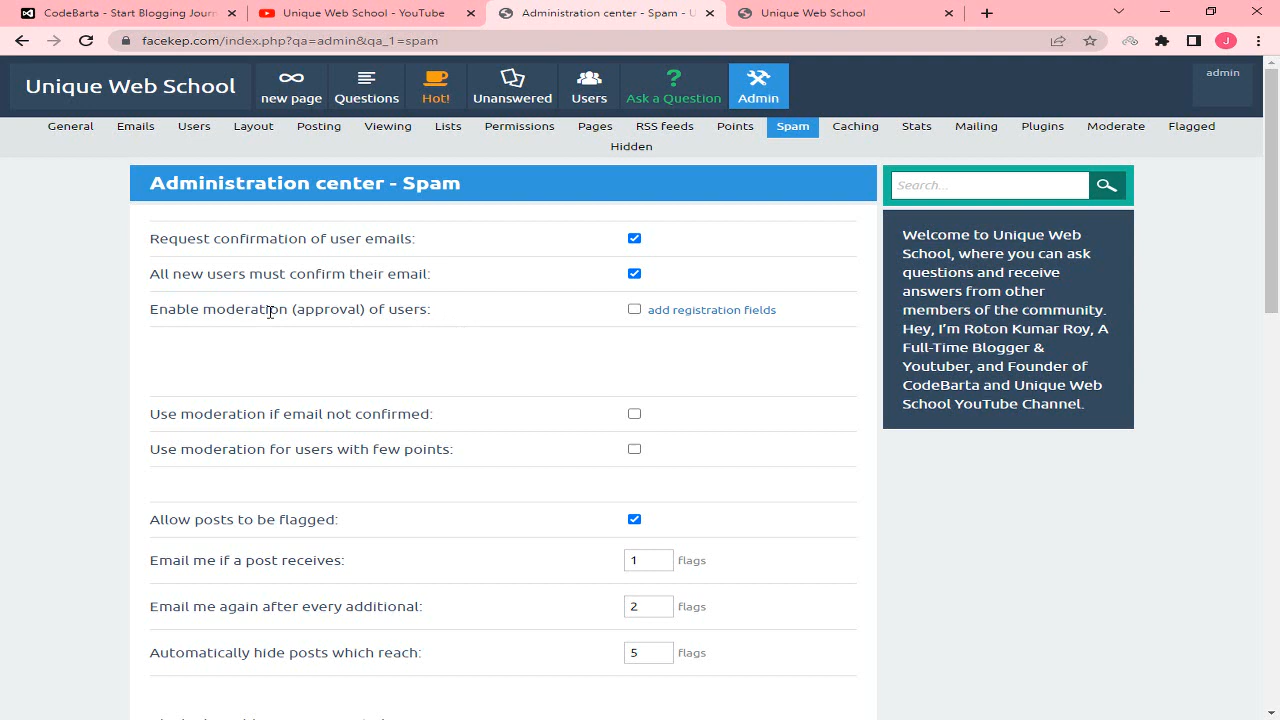 CodeBarta - Start Blogging Journ
Unique Web School - YouTube
Administration center - Spam - U
Unique Web School
facekep.com/index.php?qa=admin&qa_1=spam
J
Unique Web School
new page
Questions
Hot!
Unanswered
Users
?
Ask a Question
Admin
admin
General Emails Users Layout Posting Viewing Lists Permissions Pages RSS feeds Points Spam Caching Stats Mailing Plugins Moderate Flagged
Hidden
Administration center - Spam
Request confirmation of user emails:
All new users must confirm their email:
Enable moderation (approval) of users: add registration fields
Use moderation if email not confirmed:
Use moderation for users with few points:
Allow posts to be flagged:
Email me if a post receives: 1 flags
Email me again after every additional: 2 flags
Automatically hide posts which reach: 5 flags
Search...
Welcome to Unique Web
School, where you can ask
questions and receive
answers from other
members of the community.
Hey, I'm Roton Kumar Roy, A
Full-Time Blogger &
Youtuber, and Founder of
CodeBarta and Unique Web
School YouTube Channel.